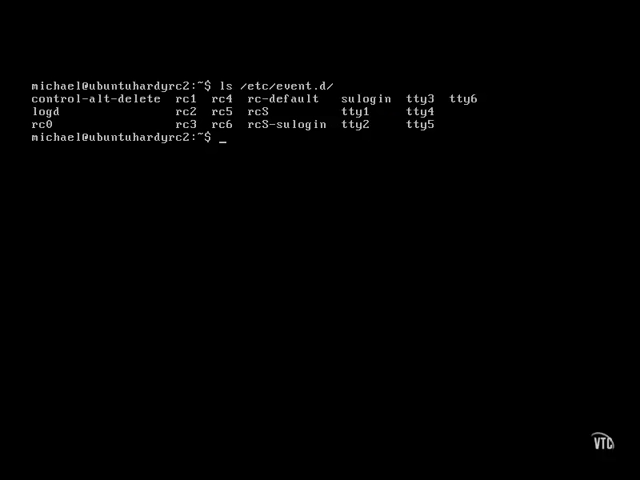 michael@ubuntuhardyrc2:~$ ls /etc/event.d/
control-alt-delete  rc1  rc4  rc-default   sulogin  tty3  tty6
logd                rc2  rc5  rcS          tty1     tty4
rc0                 rc3  rc6  rcS-sulogin  tty2     tty5
michael@ubuntuhardyrc2:~$ _
VTC